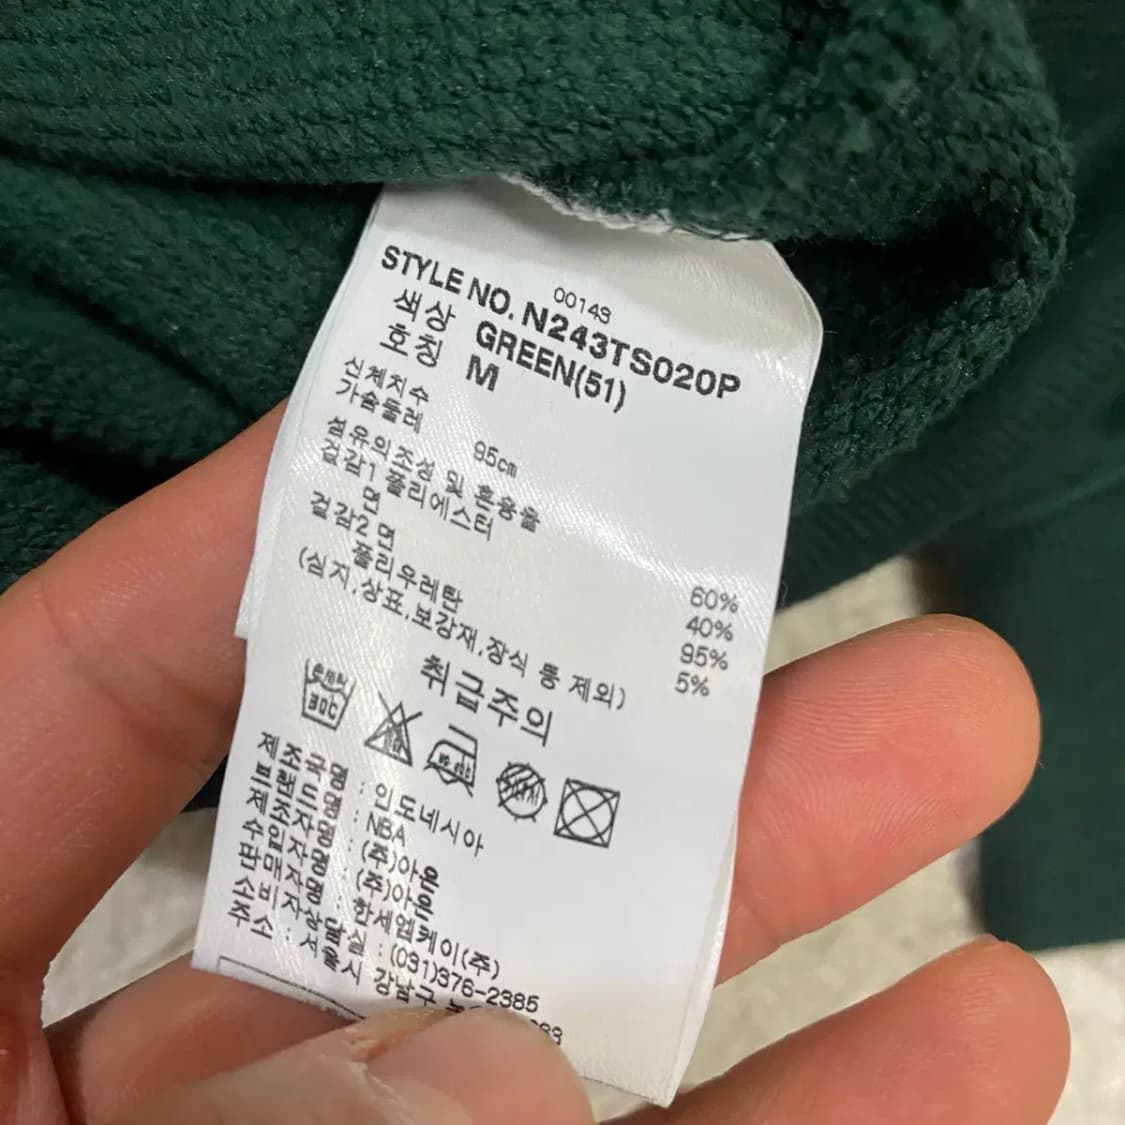 00149
STYLE NO. N243TS020P
색상 GREEN(51)
호칭 M
신체치수
가슴둘레 95cm
섬유의조성 및 혼용율
겉감1 폴리에스터 60%
면 40%
겉감2 면 95%
폴리우레탄 5%
(심지,상표,보강재,장식 등 제외)
취급주의
손세탁
30℃
제조국명 : 인도네시아
브랜드명 : NBA
제조자명 : (주)아윤
수입자명 : (주)아윤
판매자명 : 한세엠케이(주)
소비자상담실 : (031)376-2385
주소 : 서울시 강남구